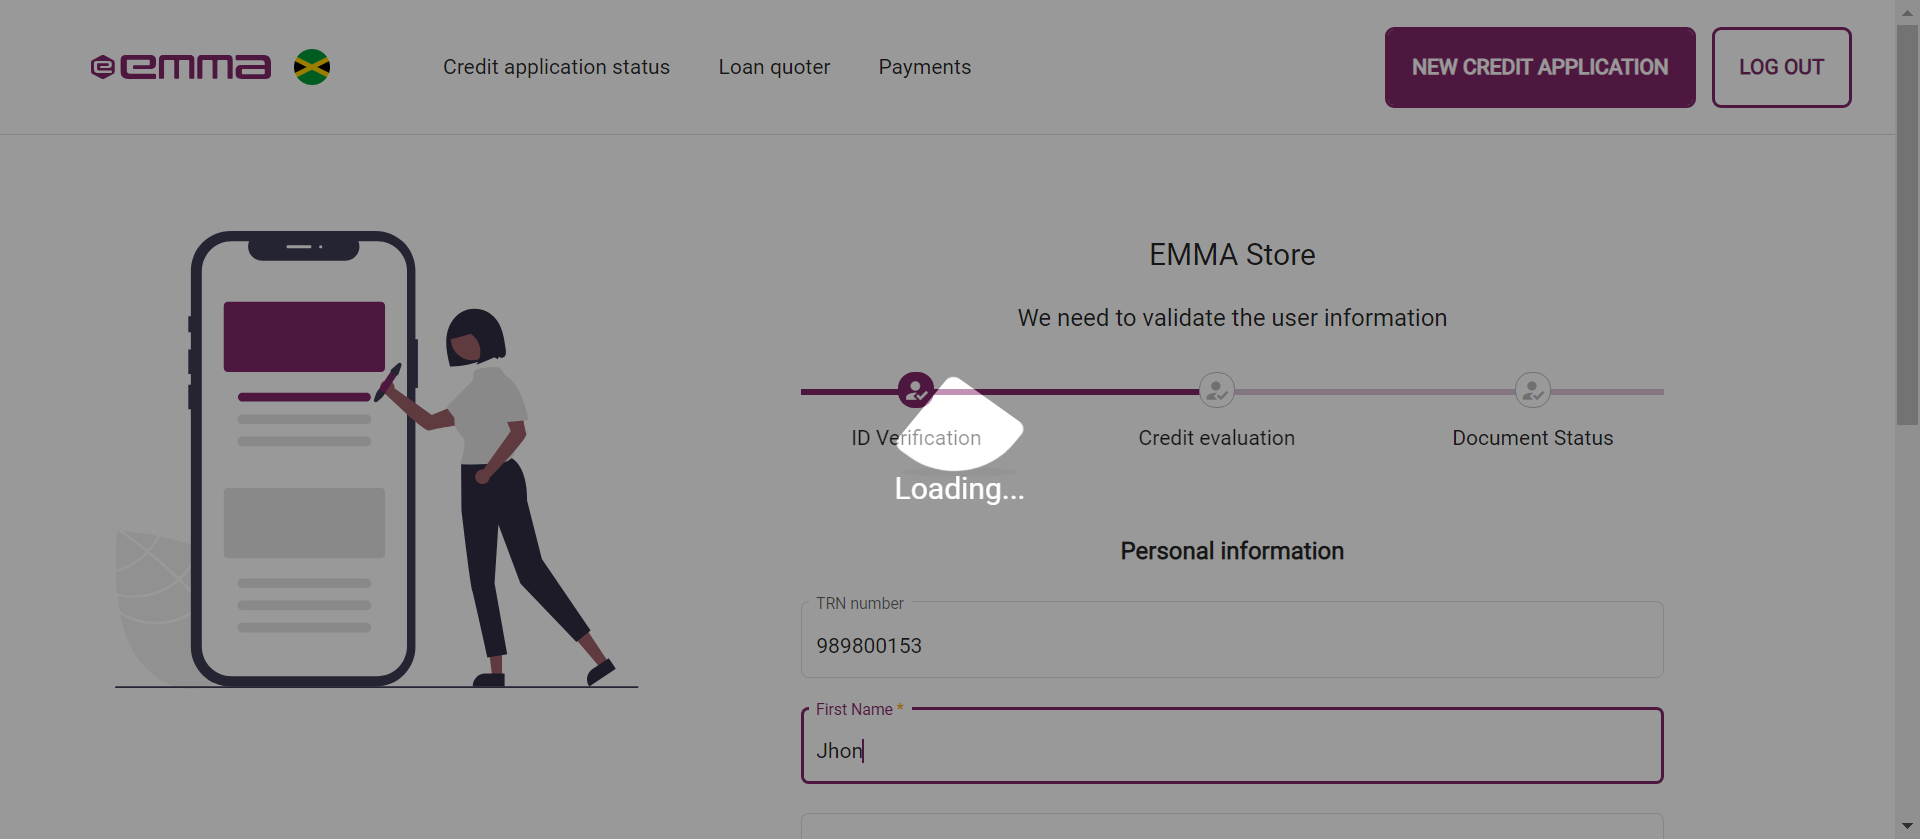 emma
Credit application status
Loan quoter
Payments
NEW CREDIT APPLICATION
LOG OUT
EMMA Store
We need to validate the user information
ID Verification
Credit evaluation
Document Status
Loading...
Personal information
TRN number
989800153
First Name *
Jhon